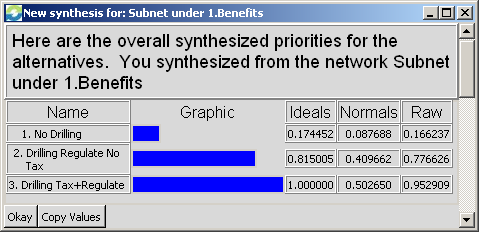 New synthesis for: Subnet under 1.Benefits
Here are the overall synthesized priorities for the
alternatives. You synthesized from the network Subnet
under 1.Benefits
Name Graphic Ideals Normals Raw
1. No Drilling 0.174452 0.087688 0.166237
2. Drilling Regulate No
Tax 0.815005 0.409662 0.776626
3. Drilling Tax+Regulate 1.000000 0.502650 0.952909
Okay Copy Values